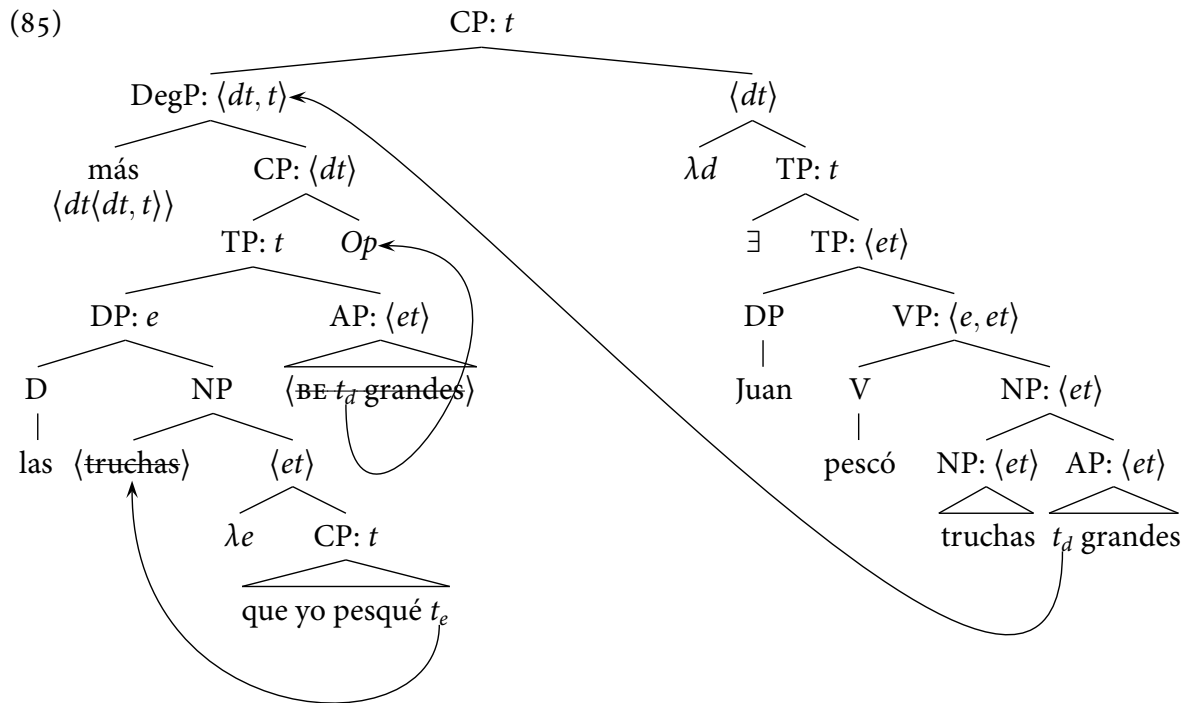 (85) CP: t
DegP: ⟨dt, t⟩ ⟨dt⟩
más CP: ⟨dt⟩ λd TP: t
⟨dt⟨dt, t⟩⟩
TP: t Op ∃ TP: ⟨et⟩
DP: e AP: ⟨et⟩ DP VP: ⟨e, et⟩
D NP ⟨BE t_d grandes⟩ Juan V NP: ⟨et⟩
las ⟨truchas⟩ ⟨et⟩ pescó NP: ⟨et⟩ AP: ⟨et⟩
λe CP: t truchas t_d grandes
que yo pesqué t_e